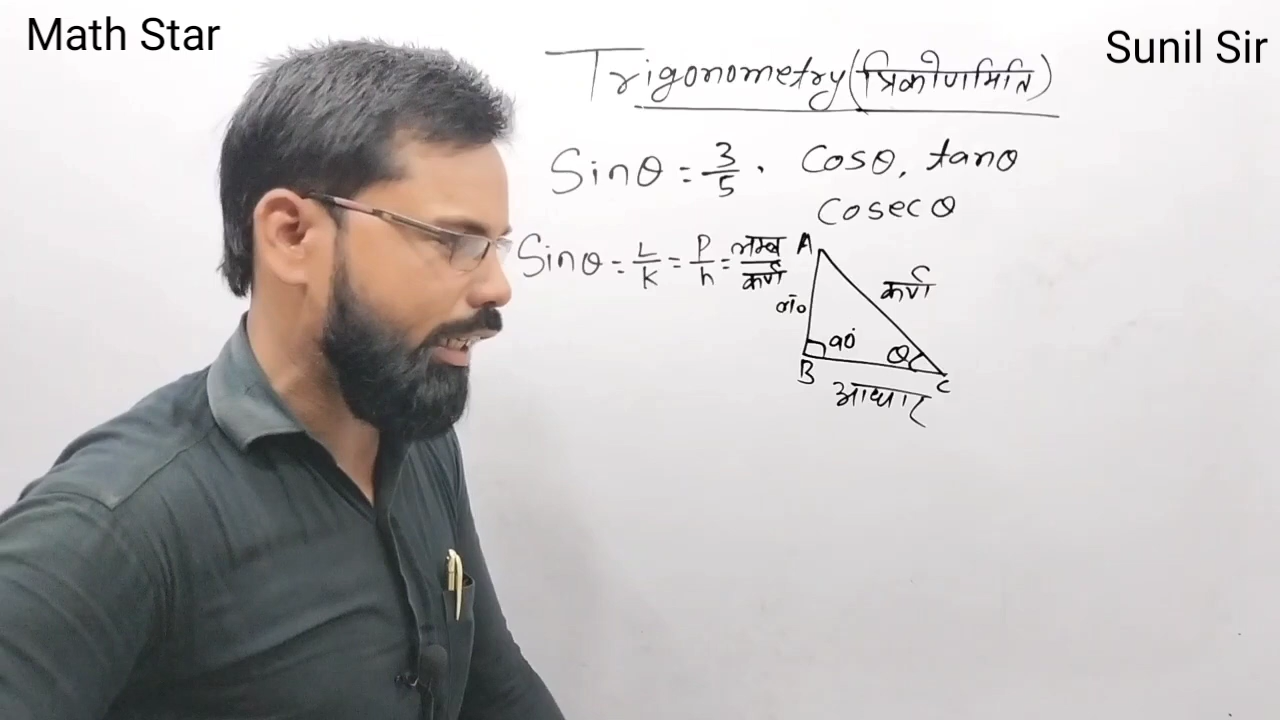 Math Star
Sunil Sir
Trigonometry (त्रिकोणमिति)
Sinθ = 3/5 . Cosθ, tanθ
Cosecθ
Sinθ = L/K = P/h = लम्ब/कर्ण
A
कर्ण
लं०
90°
θ
B
C
आधार